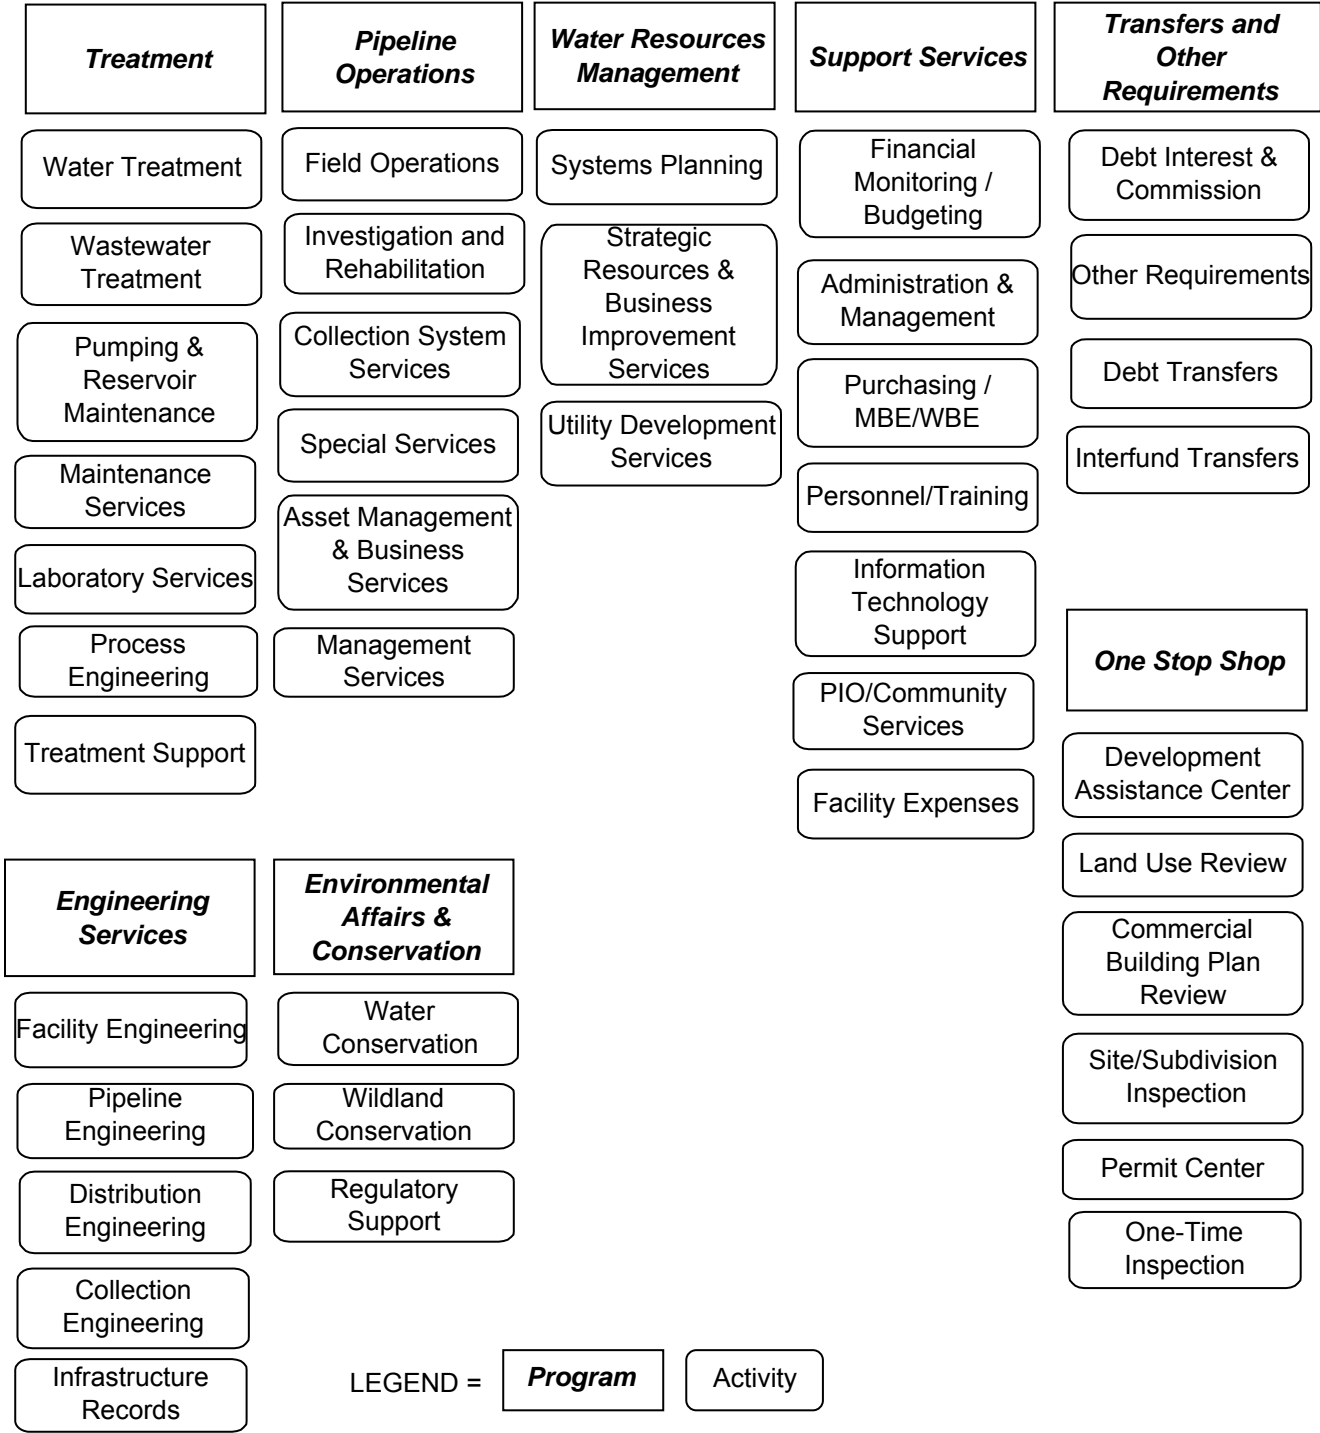 Treatment
Water Treatment
Wastewater
Treatment
Pumping &
Reservoir
Maintenance
Maintenance
Services
Laboratory Services
Process
Engineering
Treatment Support
Pipeline
Operations
Field Operations
Investigation and
Rehabilitation
Collection System
Services
Special Services
Asset Management
& Business
Services
Management
Services
Water Resources
Management
Systems Planning
Strategic
Resources &
Business
Improvement
Services
Utility Development
Services
Support Services
Financial
Monitoring /
Budgeting
Administration &
Management
Purchasing /
MBE/WBE
Personnel/Training
Information
Technology
Support
PIO/Community
Services
Facility Expenses
Transfers and
Other
Requirements
Debt Interest &
Commission
Other Requirements
Debt Transfers
Interfund Transfers
One Stop Shop
Development
Assistance Center
Land Use Review
Commercial
Building Plan
Review
Site/Subdivision
Inspection
Permit Center
One-Time
Inspection
Engineering
Services
Facility Engineering
Pipeline
Engineering
Distribution
Engineering
Collection
Engineering
Infrastructure
Records
Environmental
Affairs &
Conservation
Water
Conservation
Wildland
Conservation
Regulatory
Support
LEGEND = Program Activity